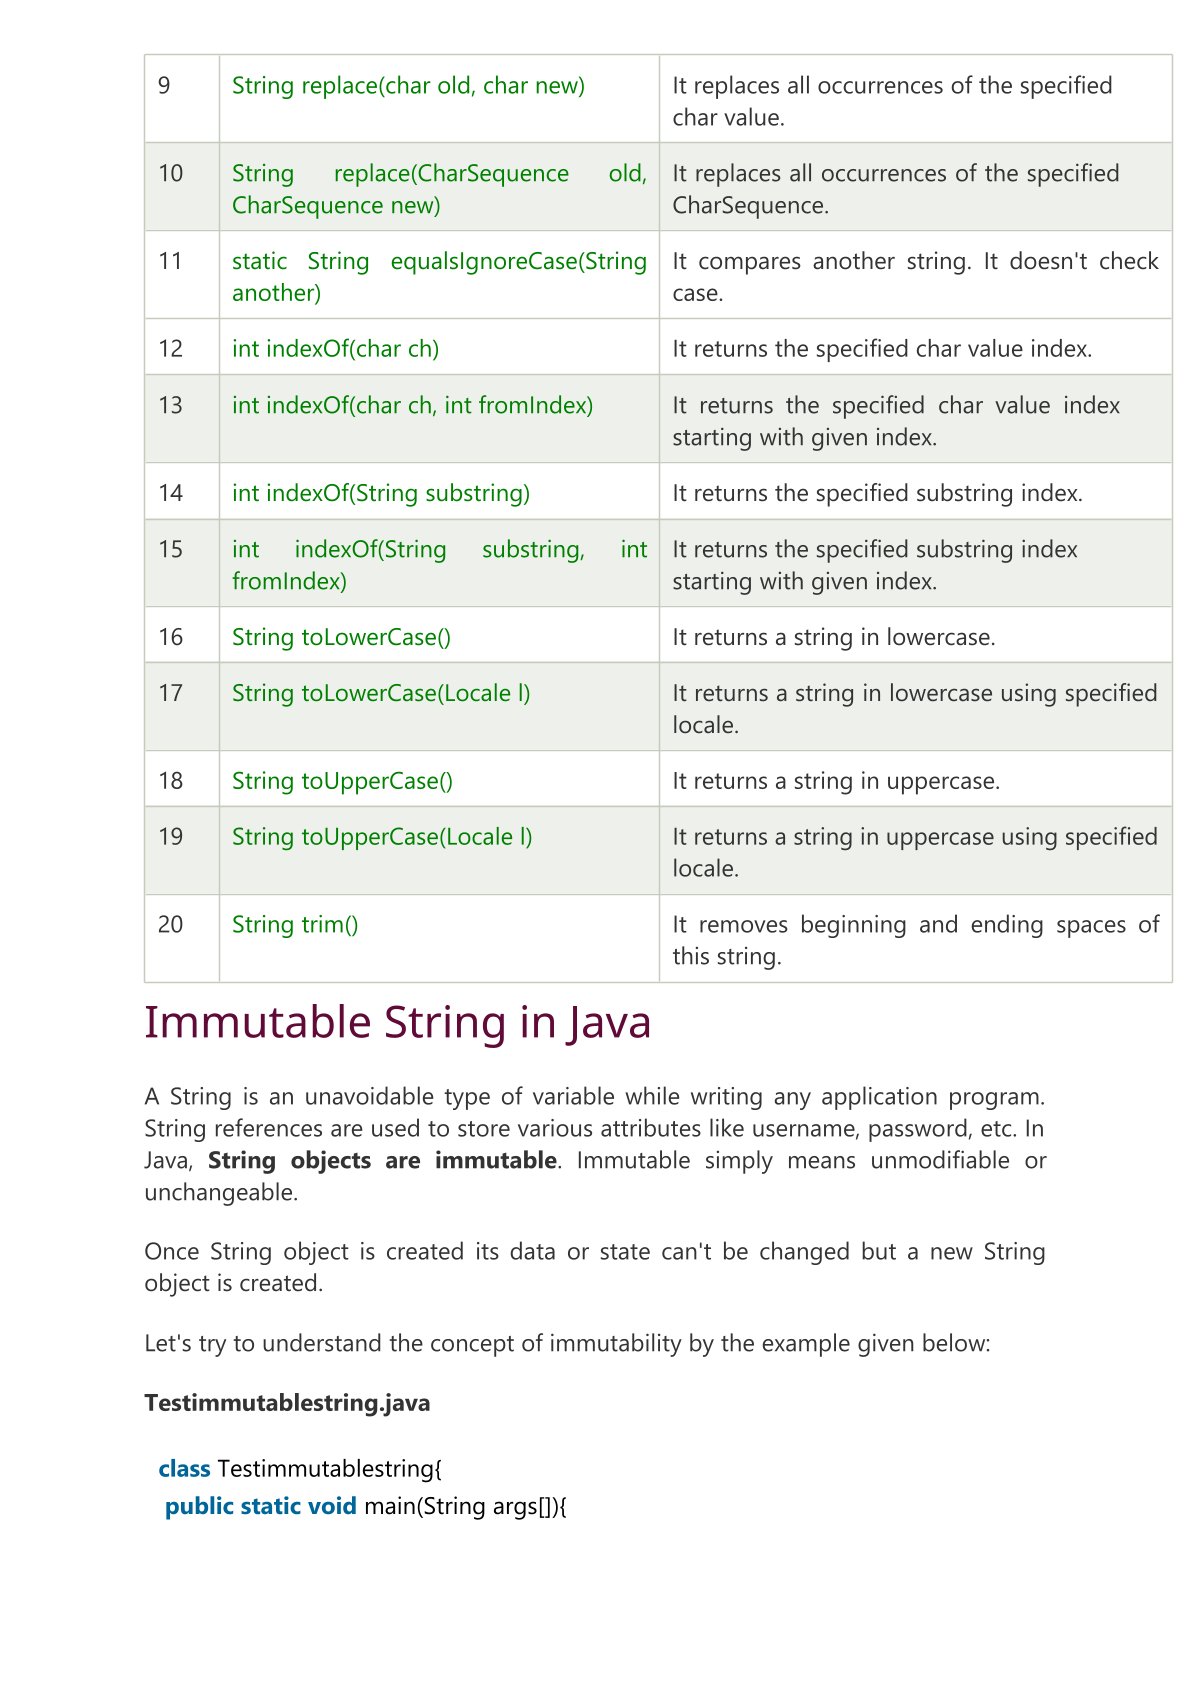 9 String replace(char old, char new) It replaces all occurrences of the specified
char value.
10 String replace(CharSequence old, It replaces all occurrences of the specified
CharSequence new) CharSequence.
11 static String equalsIgnoreCase(String It compares another string. It doesn't check
another) case.
12 int indexOf(char ch) It returns the specified char value index.
13 int indexOf(char ch, int fromIndex) It returns the specified char value index
starting with given index.
14 int indexOf(String substring) It returns the specified substring index.
15 int indexOf(String substring, int It returns the specified substring index
fromIndex) starting with given index.
16 String toLowerCase() It returns a string in lowercase.
17 String toLowerCase(Locale l) It returns a string in lowercase using specified
locale.
18 String toUpperCase() It returns a string in uppercase.
19 String toUpperCase(Locale l) It returns a string in uppercase using specified
locale.
20 String trim() It removes beginning and ending spaces of
this string.
Immutable String in Java
A String is an unavoidable type of variable while writing any application program.
String references are used to store various attributes like username, password, etc. In
Java, String objects are immutable. Immutable simply means unmodifiable or
unchangeable.
Once String object is created its data or state can't be changed but a new String
object is created.
Let's try to understand the concept of immutability by the example given below:
Testimmutablestring.java
class Testimmutablestring{
public static void main(String args[]){